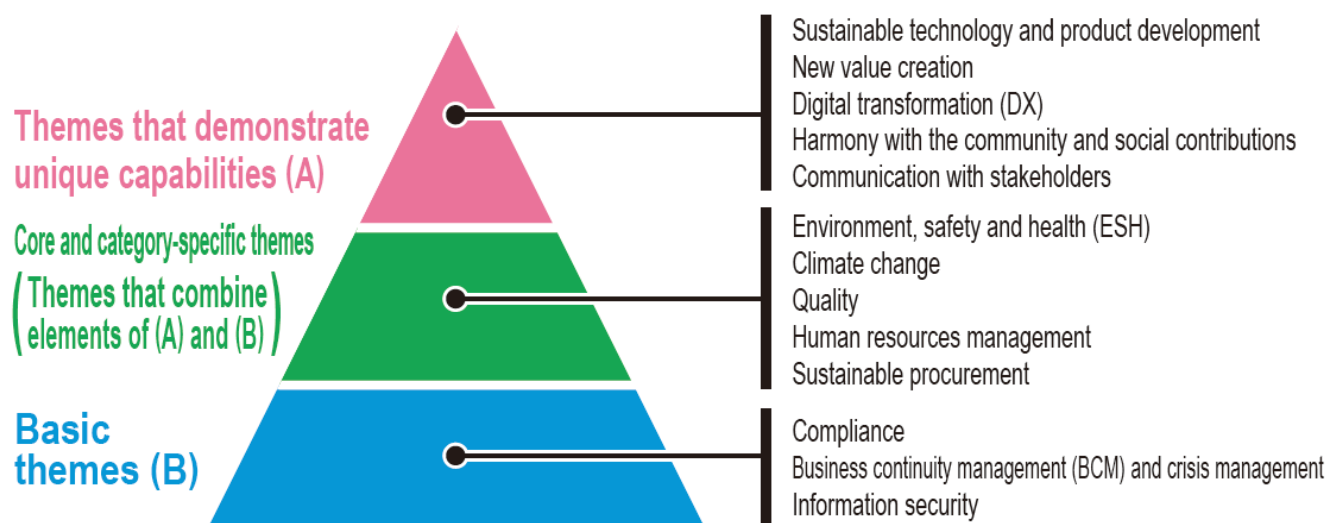 Themes that demonstrate
unique capabilities (A)
Sustainable technology and product development
New value creation
Digital transformation (DX)
Harmony with the community and social contributions
Communication with stakeholders
Core and category-specific themes
(Themes that combine
elements of (A) and (B))
Environment, safety and health (ESH)
Climate change
Quality
Human resources management
Sustainable procurement
Basic
themes (B)
Compliance
Business continuity management (BCM) and crisis management
Information security